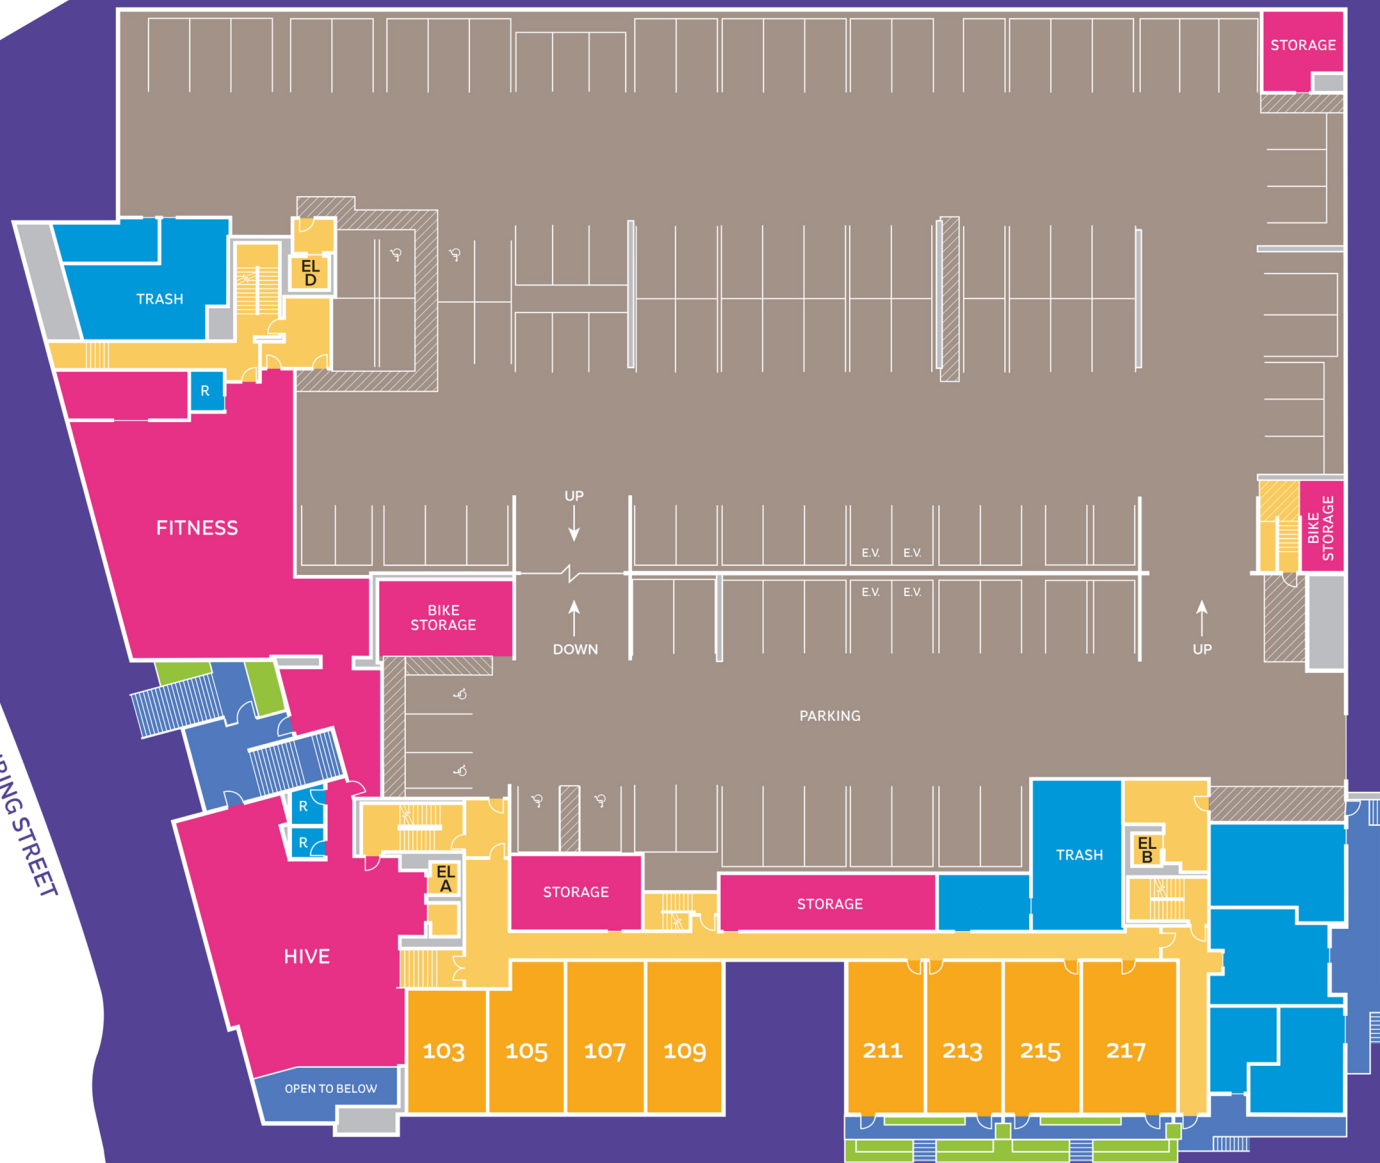 STORAGE
EL
D
TRASH
R
UP
FITNESS
BIKE
STORAGE
E.V.
E.V.
E.V.
E.V.
BIKE
STORAGE
DOWN
UP
PARKING
R
R
TRASH
EL
B
EL
A
STORAGE
STORAGE
RING STREET
HIVE
103
105
107
109
211
213
215
217
OPEN TO BELOW